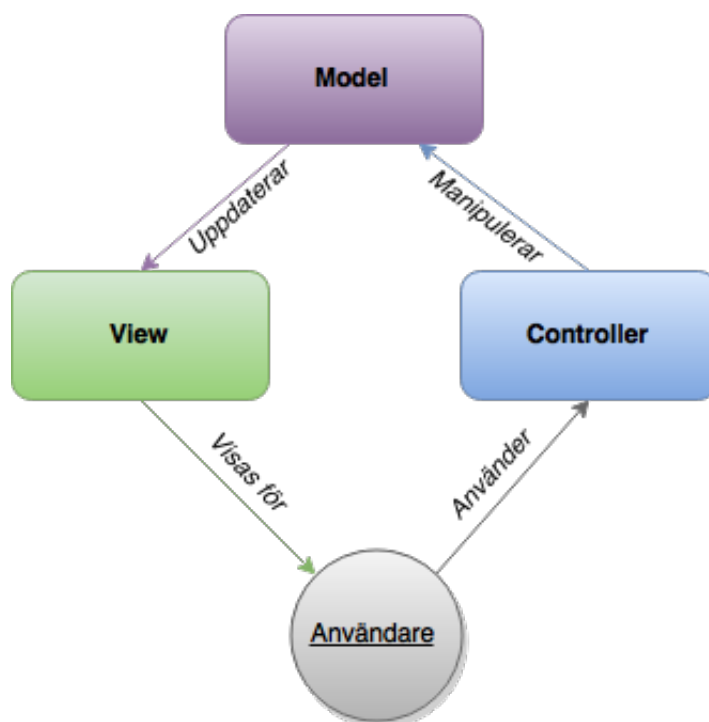 Model
Uppdaterar
Manipulerar
View
Controller
Visas för
Använder
Användare